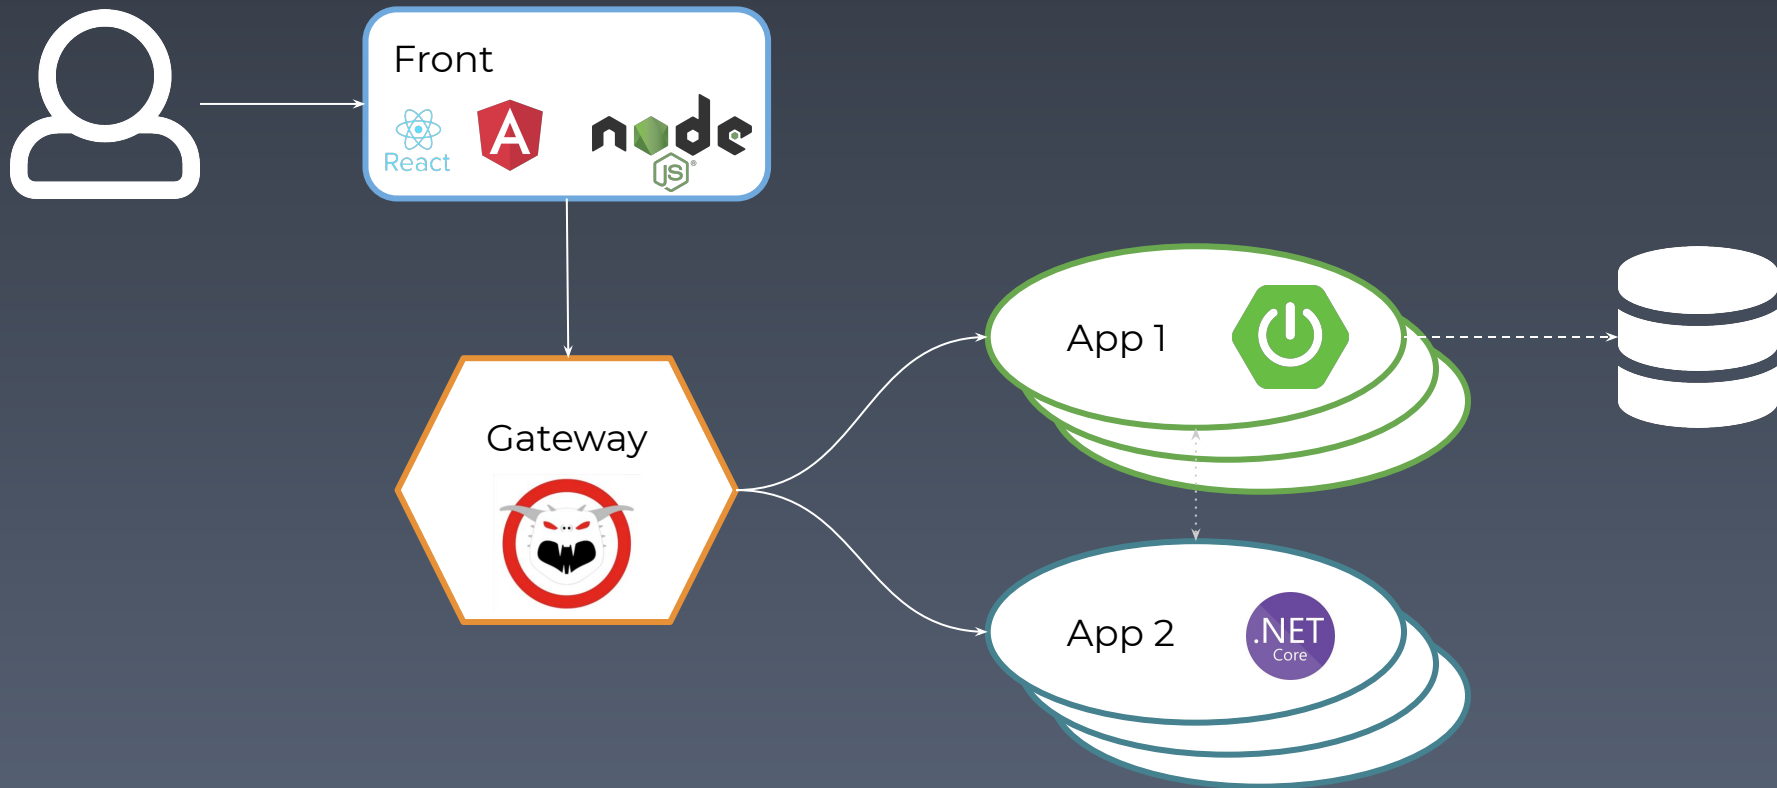 Front
React
node
JS
Gateway
App 1
App 2
.NET
Core